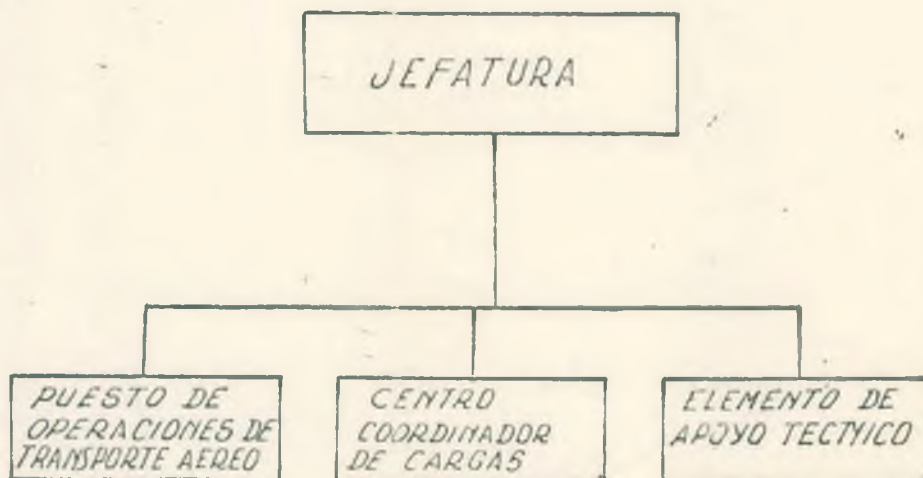 JEFATURA
PUESTO DE
OPERACIONES DE
TRANSPORTE AEREO
CENTRO
COORDINADOR
DE CARGAS
ELEMENTO DE
APOYO TECTYICO